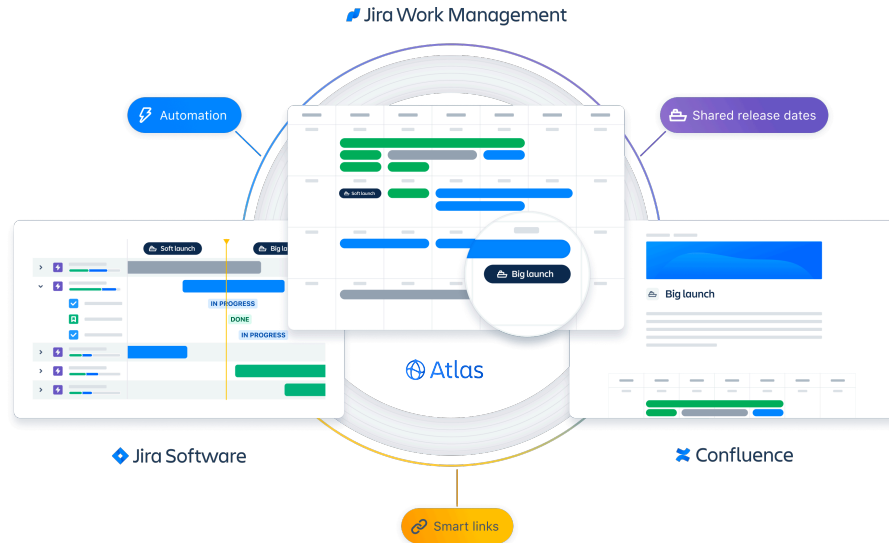 Jira Work Management
Automation
Shared release dates
Soft launch
Big launch
Soft launch
Big la
IN PROGRESS
DONE
IN PROGRESS
Big launch
Atlas
Jira Software
Confluence
Smart links